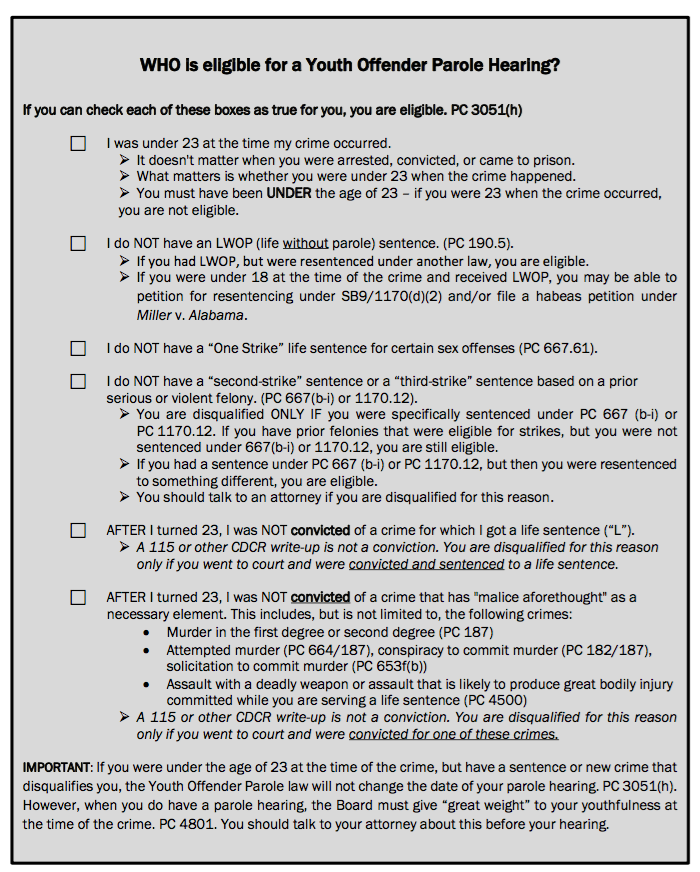 WHO is eligible for a Youth Offender Parole Hearing?
If you can check each of these boxes as true for you, you are eligible. PC 3051(h)
I was under 23 at the time my crime occurred.
➢ It doesn't matter when you were arrested, convicted, or came to prison.
➢ What matters is whether you were under 23 when the crime happened.
➢ You must have been UNDER the age of 23 – if you were 23 when the crime occurred,
you are not eligible.
I do NOT have an LWOP (life without parole) sentence. (PC 190.5).
➢ If you had LWOP, but were resentenced under another law, you are eligible.
➢ If you were under 18 at the time of the crime and received LWOP, you may be able to
petition for resentencing under SB9/1170(d)(2) and/or file a habeas petition under
Miller v. Alabama.
I do NOT have a “One Strike” life sentence for certain sex offenses (PC 667.61).
I do NOT have a “second-strike” sentence or a “third-strike” sentence based on a prior
serious or violent felony. (PC 667(b-i) or 1170.12).
➢ You are disqualified ONLY IF you were specifically sentenced under PC 667 (b-i) or
PC 1170.12. If you have prior felonies that were eligible for strikes, but you were not
sentenced under 667(b-i) or 1170.12, you are still eligible.
➢ If you had a sentence under PC 667 (b-i) or PC 1170.12, but then you were resentenced
to something different, you are eligible.
➢ You should talk to an attorney if you are disqualified for this reason.
AFTER I turned 23, I was NOT convicted of a crime for which I got a life sentence (“L”).
➢ A 115 or other CDCR write-up is not a conviction. You are disqualified for this reason
only if you went to court and were convicted and sentenced to a life sentence.
AFTER I turned 23, I was NOT convicted of a crime that has "malice aforethought" as a
necessary element. This includes, but is not limited to, the following crimes:
• Murder in the first degree or second degree (PC 187)
• Attempted murder (PC 664/187), conspiracy to commit murder (PC 182/187),
solicitation to commit murder (PC 653f(b))
• Assault with a deadly weapon or assault that is likely to produce great bodily injury
committed while you are serving a life sentence (PC 4500)
➢ A 115 or other CDCR write-up is not a conviction. You are disqualified for this reason
only if you went to court and were convicted for one of these crimes.
IMPORTANT: If you were under the age of 23 at the time of the crime, but have a sentence or new crime that
disqualifies you, the Youth Offender Parole law will not change the date of your parole hearing. PC 3051(h).
However, when you do have a parole hearing, the Board must give “great weight” to your youthfulness at
the time of the crime. PC 4801. You should talk to your attorney about this before your hearing.